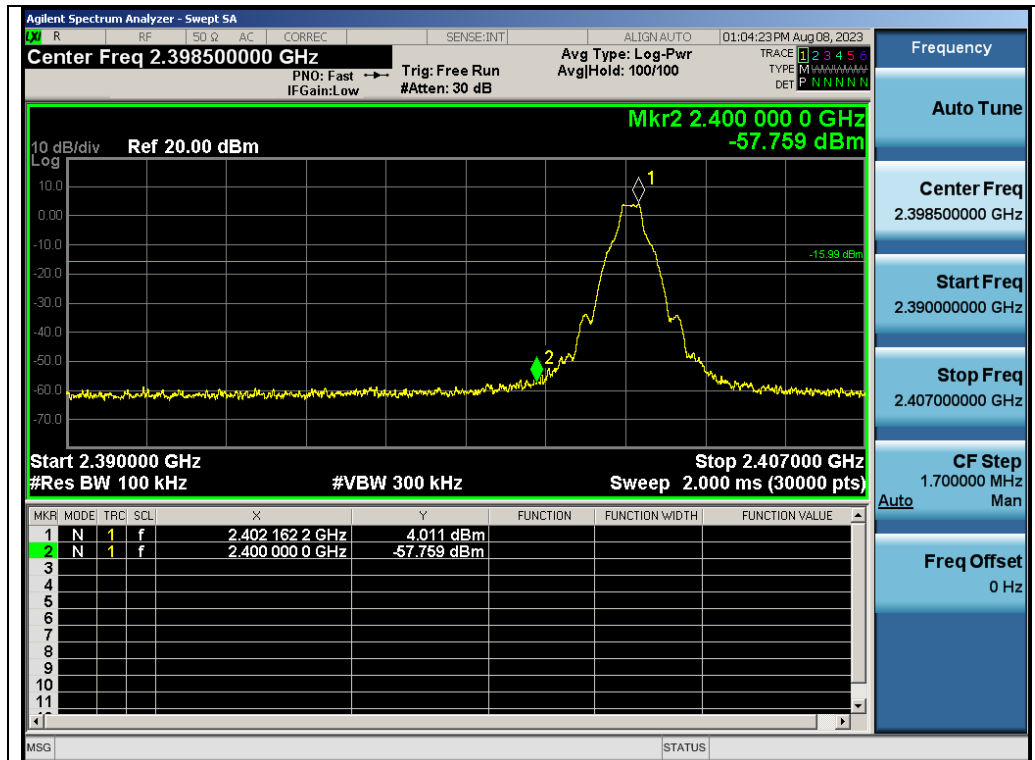 Agilent Spectrum Analyzer - Swept SA
LXI R RF 50 Ω AC CORREC SENSE:INT ALIGN AUTO 01:04:23 PM Aug 08, 2023
Center Freq 2.398500000 GHz
PNO: Fast
IFGain:Low
Trig: Free Run
#Atten: 30 dB
Avg Type: Log-Pwr
Avg|Hold: 100/100
TRACE 1 2 3 4 5 6
TYPE M WWWWW
DET P N N N N N
Mkr2 2.400 000 0 GHz
-57.759 dBm
10 dB/div Ref 20.00 dBm
Log
10.0
0.00
-10.0
-20.0
-30.0
-40.0
-50.0
-60.0
-70.0
1
-15.99 dBm
2
Start 2.390000 GHz Stop 2.407000 GHz
#Res BW 100 kHz #VBW 300 kHz Sweep 2.000 ms (30000 pts)
MKR MODE TRC SCL X Y FUNCTION FUNCTION WIDTH FUNCTION VALUE
1 N 1 f 2.402 162 2 GHz 4.011 dBm
2 N 1 f 2.400 000 0 GHz -57.759 dBm
3
4
5
6
7
8
9
10
11
MSG STATUS
Frequency
Auto Tune
Center Freq
2.398500000 GHz
Start Freq
2.390000000 GHz
Stop Freq
2.407000000 GHz
CF Step
1.700000 MHz
Auto Man
Freq Offset
0 Hz